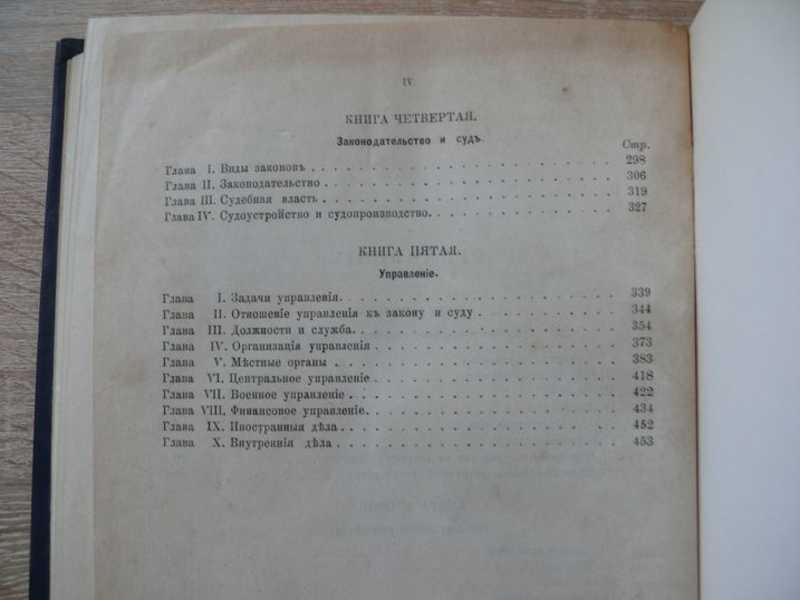 IV
КНИГА ЧЕТВЕРТАЯ.
Законодательство и судъ.
Стр.
Глава I. Виды законовъ . . . . . . . . . . . . . . . . . . . 298
Глава II. Законодательство . . . . . . . . . . . . . . . . . . 306
Глава III. Судебная власть . . . . . . . . . . . . . . . . . . 319
Глава IV. Судоустройство и судопроизводство. . . . . . . . . . . . 327
КНИГА ПЯТАЯ.
Управленіе.
Глава I. Задачи управленія. . . . . . . . . . . . . . . . . . 339
Глава II. Отношеніе управленія къ закону и суду . . . . . . . . . 344
Глава III. Должности и служба. . . . . . . . . . . . . . . . . 354
Глава IV. Организація управленія . . . . . . . . . . . . . . . 373
Глава V. Мѣстные органы . . . . . . . . . . . . . . . . . . 383
Глава VI. Центральное управленіе . . . . . . . . . . . . . . . 418
Глава VII. Военное управленіе . . . . . . . . . . . . . . . . . 422
Глава VIII. Финансовое управленіе. . . . . . . . . . . . . . . . 434
Глава IX. Иностранныя дѣла . . . . . . . . . . . . . . . . . 452
Глава X. Внутреннія дѣла . . . . . . . . . . . . . . . . . . 453